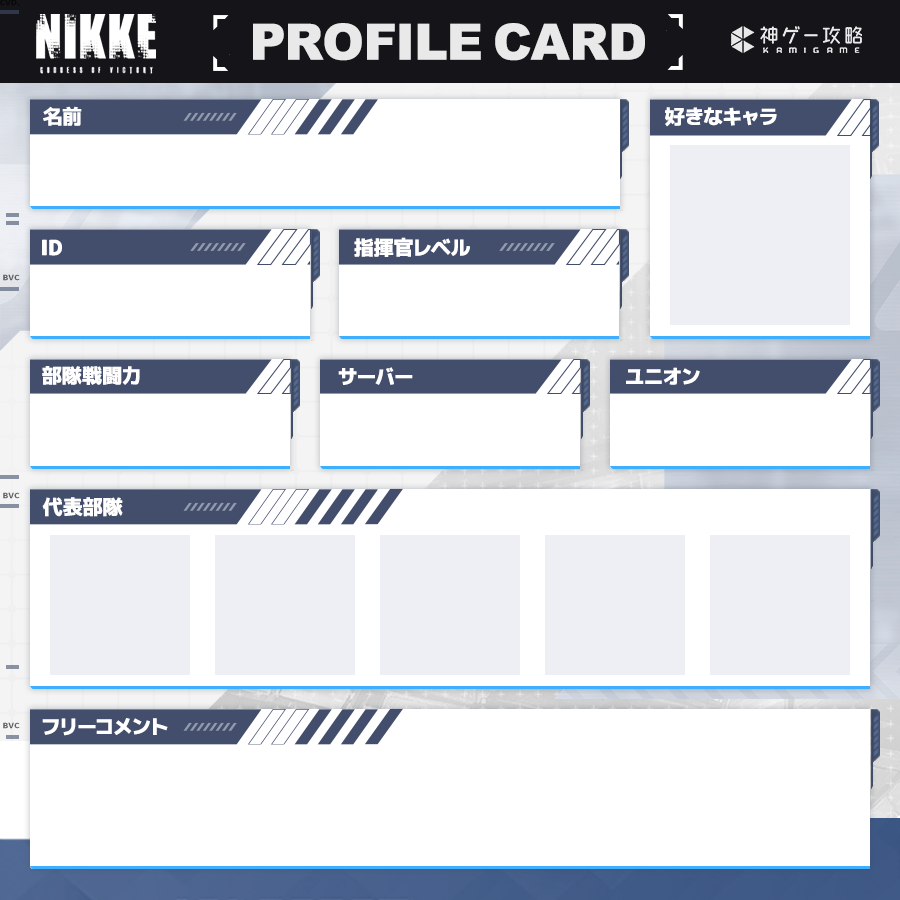 NIKKE
GODDESS OF VICTORY
PROFILE CARD
神ゲー攻略
KAMIGAME
名前
好きなキャラ
ID
指揮官レベル
BVC
部隊戦闘力
サーバー
ユニオン
BVC
代表部隊
フリーコメント
BVC